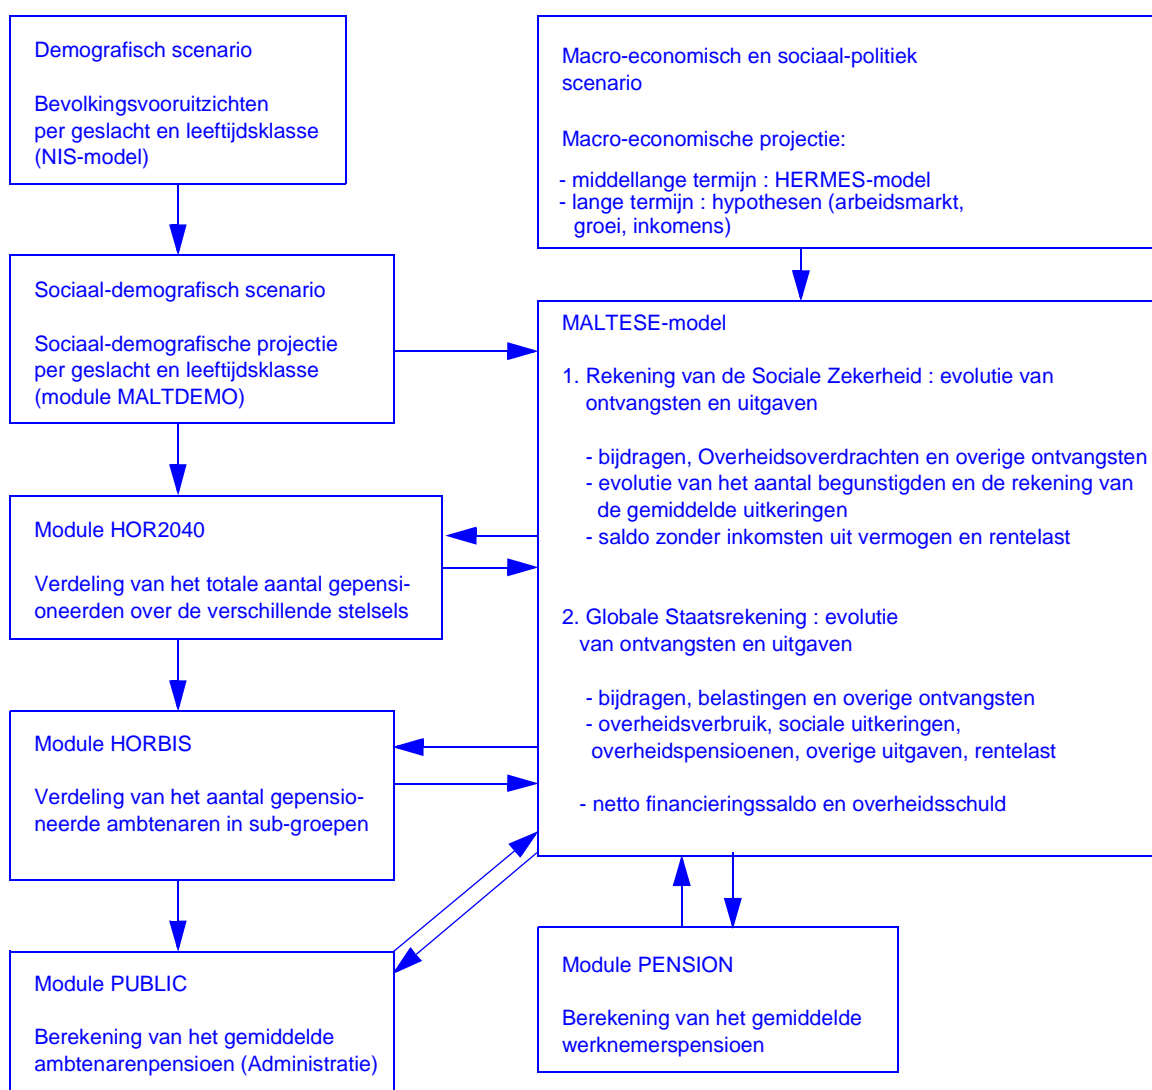 Demografisch scenario
Bevolkingsvooruitzichten
per geslacht en leeftijdsklasse
(NIS-model)
Macro-economisch en sociaal-politiek
scenario
Macro-economische projectie:
- middellange termijn : HERMES-model
- lange termijn : hypothesen (arbeidsmarkt,
groei, inkomens)
Sociaal-demografisch scenario
Sociaal-demografische projectie
per geslacht en leeftijdsklasse
(module MALTDEMO)
MALTESE-model
1. Rekening van de Sociale Zekerheid : evolutie van
ontvangsten en uitgaven
- bijdragen, Overheidsoverdrachten en overige ontvangsten
- evolutie van het aantal begunstigden en de rekening van
de gemiddelde uitkeringen
- saldo zonder inkomsten uit vermogen en rentelast
2. Globale Staatsrekening : evolutie
van ontvangsten en uitgaven
- bijdragen, belastingen en overige ontvangsten
- overheidsverbruik, sociale uitkeringen,
overheidspensioenen, overige uitgaven, rentelast
- netto financieringssaldo en overheidsschuld
Module HOR2040
Verdeling van het totale aantal gepensi-
oneerden over de verschillende stelsels
Module HORBIS
Verdeling van het aantal gepensio-
neerde ambtenaren in sub-groepen
Module PUBLIC
Berekening van het gemiddelde
ambtenarenpensioen (Administratie)
Module PENSION
Berekening van het gemiddelde
werknemerspensioen